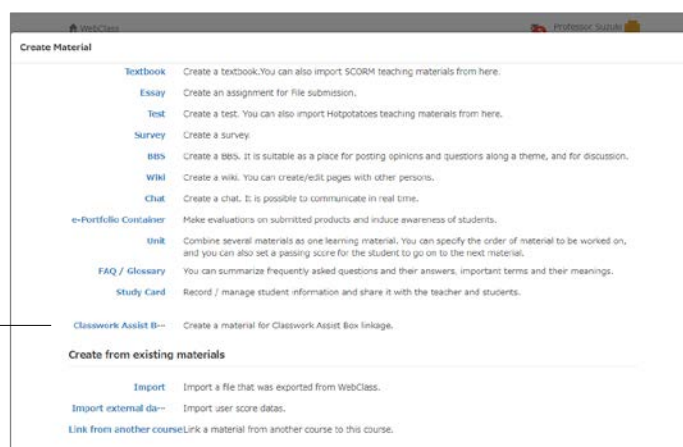 WebClass Professor Suzuki
Create Material
Textbook Create a textbook.You can also import SCORM teaching materials from here.
Essay Create an assignment for File submission.
Test Create a test. You can also import Hotpotatoes teaching materials from here.
Survey Create a survey.
BBS Create a BBS. It is suitable as a place for posting opinions and questions along a theme, and for discussion.
Wiki Create a wiki. You can create/edit pages with other persons.
Chat Create a chat. It is possible to communicate in real time.
e-Portfolio Container Make evaluations on submitted products and induce awareness of students.
Unit Combine several materials as one learning material. You can specify the order of material to be worked on,
and you can also set a passing score for the student to go on to the next material.
FAQ / Glossary You can summarize frequently asked questions and their answers, important terms and their meanings.
Study Card Record / manage student information and share it with the teacher and students.
Classwork Assist B-- Create a material for Classwork Assist Box linkage.
Create from existing materials
Import Import a file that was exported from WebClass.
Import external da-- Import user score datas.
Link from another course Link a material from another course to this course.